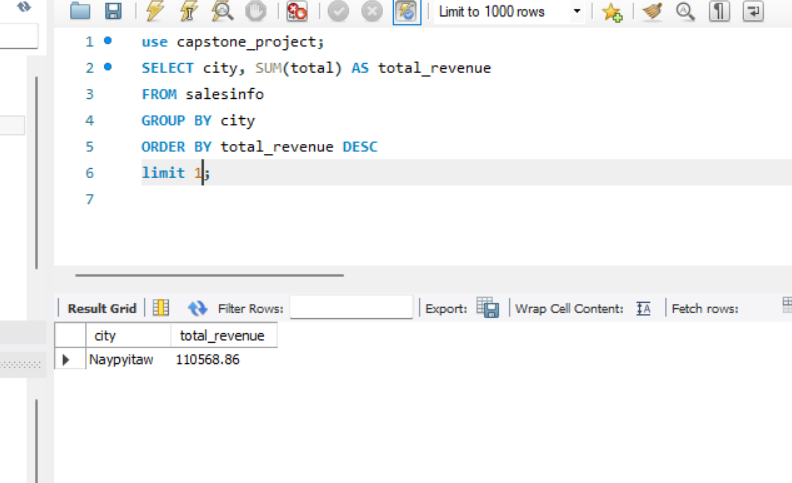 Limit to 1000 rows
1 use capstone_project;
2 SELECT city, SUM(total) AS total_revenue
3 FROM salesinfo
4 GROUP BY city
5 ORDER BY total_revenue DESC
6 limit 1;
7
Result Grid Filter Rows: Export: Wrap Cell Content: Fetch rows:
city total_revenue
Naypyitaw 110568.86